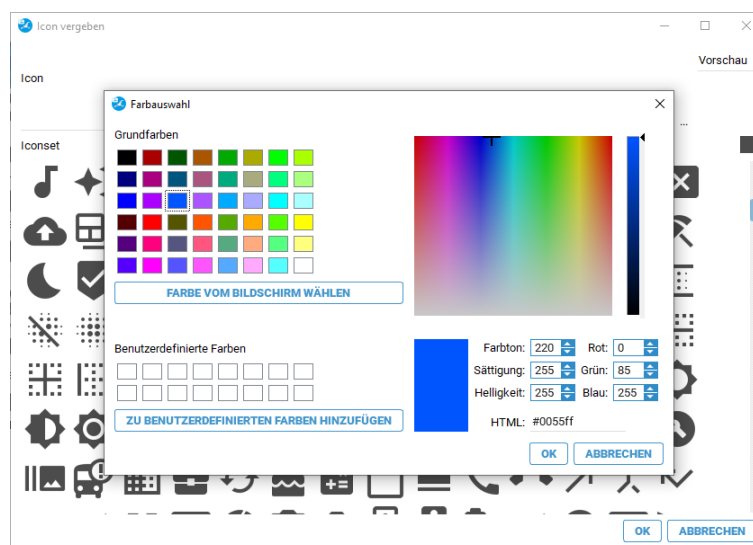 Icon vergeben
Vorschau
Icon
Farbauswahl
Grundfarben
...
Iconset
FARBE VOM BILDSCHIRM WÄHLEN
Benutzerdefinierte Farben
Farbton: 220 Rot: 0
Sättigung: 255 Grün: 85
Helligkeit: 255 Blau: 255
ZU BENUTZERDEFINIERTEN FARBEN HINZUFÜGEN
HTML: #0055ff
OK ABBRECHEN
OK ABBRECHEN